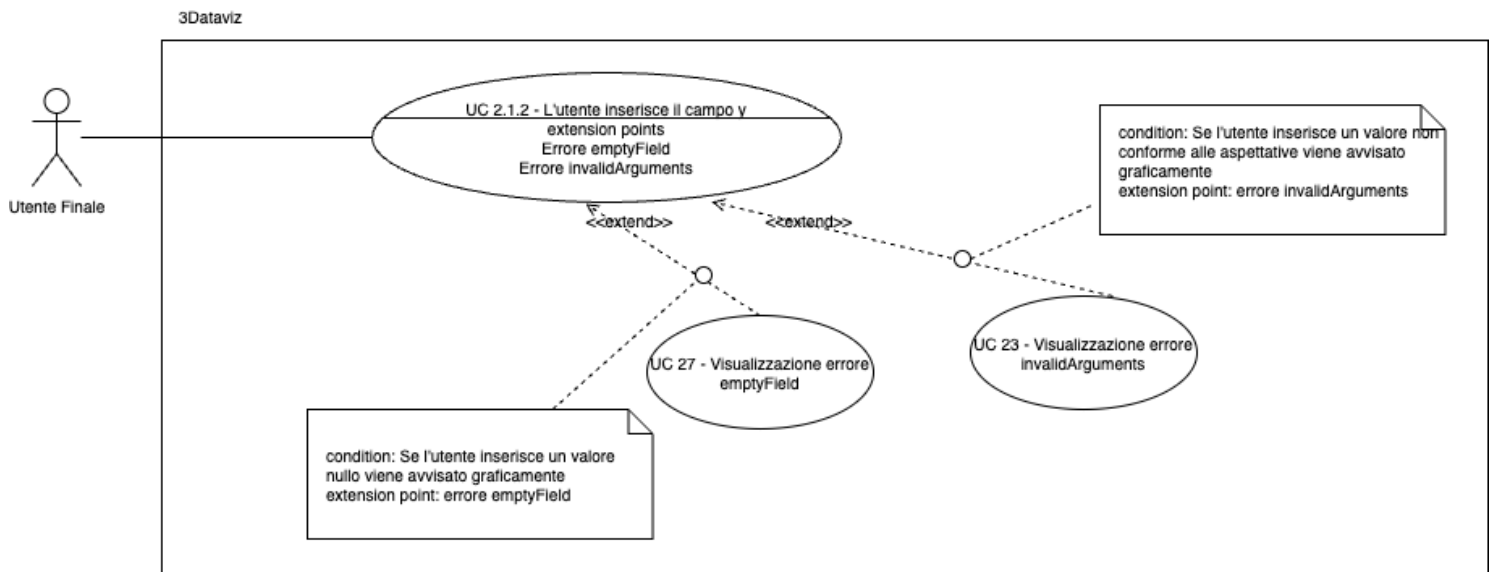 3Dataviz
Utente Finale
UC 2.1.2 - L'utente inserisce il campo y
extension points
Errore emptyField
Errore invalidArguments
condition: Se l'utente inserisce un valore non
conforme alle aspettative viene avvisato
graficamente
extension point: errore invalidArguments
<<extend>>
<<extend>>
UC 27 - Visualizzazione errore
emptyField
UC 23 - Visualizzazione errore
invalidArguments
condition: Se l'utente inserisce un valore
nullo viene avvisato graficamente
extension point: errore emptyField